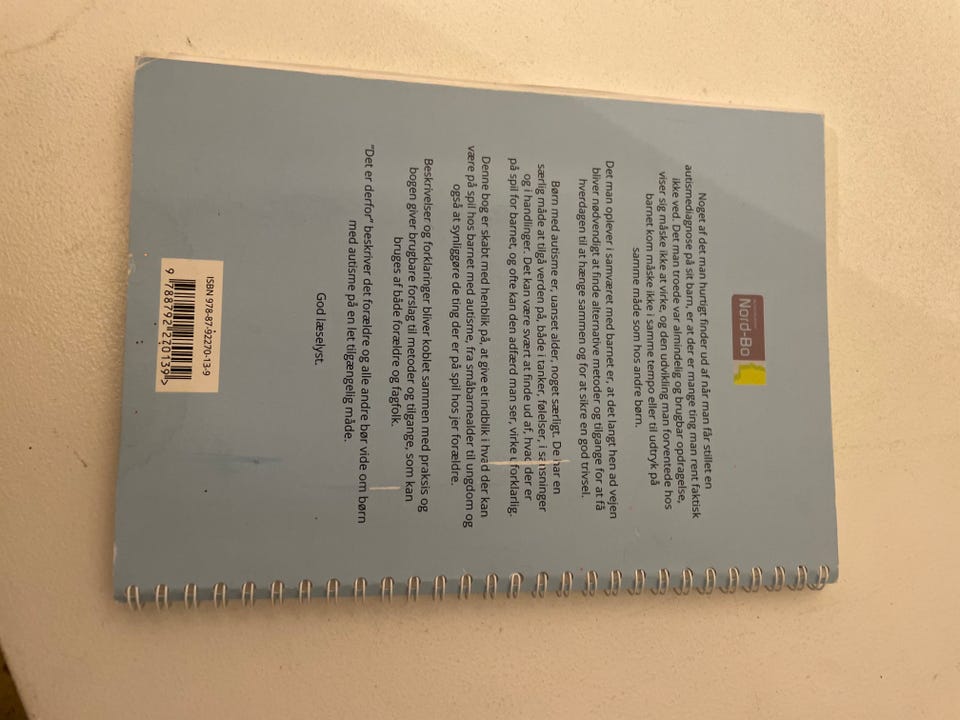 Nord-Bo
Noget af det man hurtigt finder ud af når man får stillet en
autismediagnose på sit barn, er at der er mange ting man rent faktisk
ikke ved. Det man troede var almindelig og brugbar opdragelse,
viser sig måske ikke at virke, og den udvikling man forventede hos
barnet kom måske ikke i samme tempo eller til udtryk på
samme måde som hos andre børn.
Det man oplever i samværet med barnet er, at det langt hen ad vejen
bliver nødvendigt at finde alternative metoder og tilgange for at få
hverdagen til at hænge sammen og for at sikre en god trivsel.
Børn med autisme er, uanset alder, noget særligt. De har en
særlig måde at tilgå verden på, både i tanker, følelser, i sansninger
og i handlinger. Det kan være svært at finde ud af, hvad der er
på spil for barnet, og ofte kan den adfærd man ser, virke uforklarlig.
Denne bog er skabt med henblik på, at give et indblik i hvad der kan
være på spil hos barnet med autisme, fra småbarnealder til ungdom og
også at synliggøre de ting der er på spil hos jer forældre.
Beskrivelser og forklaringer bliver koblet sammen med praksis og
bogen giver brugbare forslag til metoder og tilgange, som kan
bruges af både forældre og fagfolk.
"Det er derfor" beskriver det forældre og alle andre bør vide om børn
med autisme på en let tilgængelig måde.
God læselyst.
ISBN 978-87-92270-13-9
9 788792 270139